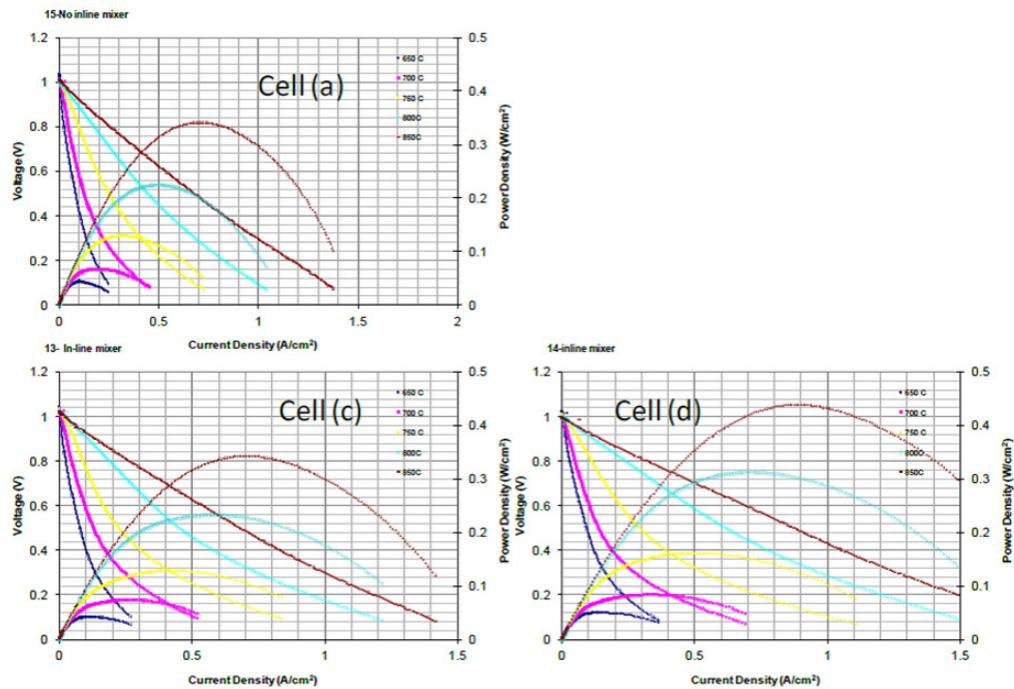 15-No inline mixer
1.2
1
0.8
0.6
0.4
0.2
0
Voltage (V)
0.5
0.4
0.3
0.2
0.1
0
Power Density (W/cm²)
Cell (a)
650 C
700 C
750 C
800C
850C
0 0.5 1 1.5 2
Current Density (A/cm²)
13- In-line mixer
1.2
1
0.8
0.6
0.4
0.2
0
Voltage (V)
0.5
0.4
0.3
0.2
0.1
0
Power Density (W/cm²)
Cell (c)
650 C
700 C
750 C
800C
850C
0 0.5 1 1.5
Current Density (A/cm²)
14-inline mixer
1.2
1
0.8
0.6
0.4
0.2
0
Voltage (V)
0.5
0.4
0.3
0.2
0.1
0
Power Density (W/cm²)
Cell (d)
650 C
700 C
750 C
800C
850C
0 0.5 1 1.5
Current Density (A/cm²)